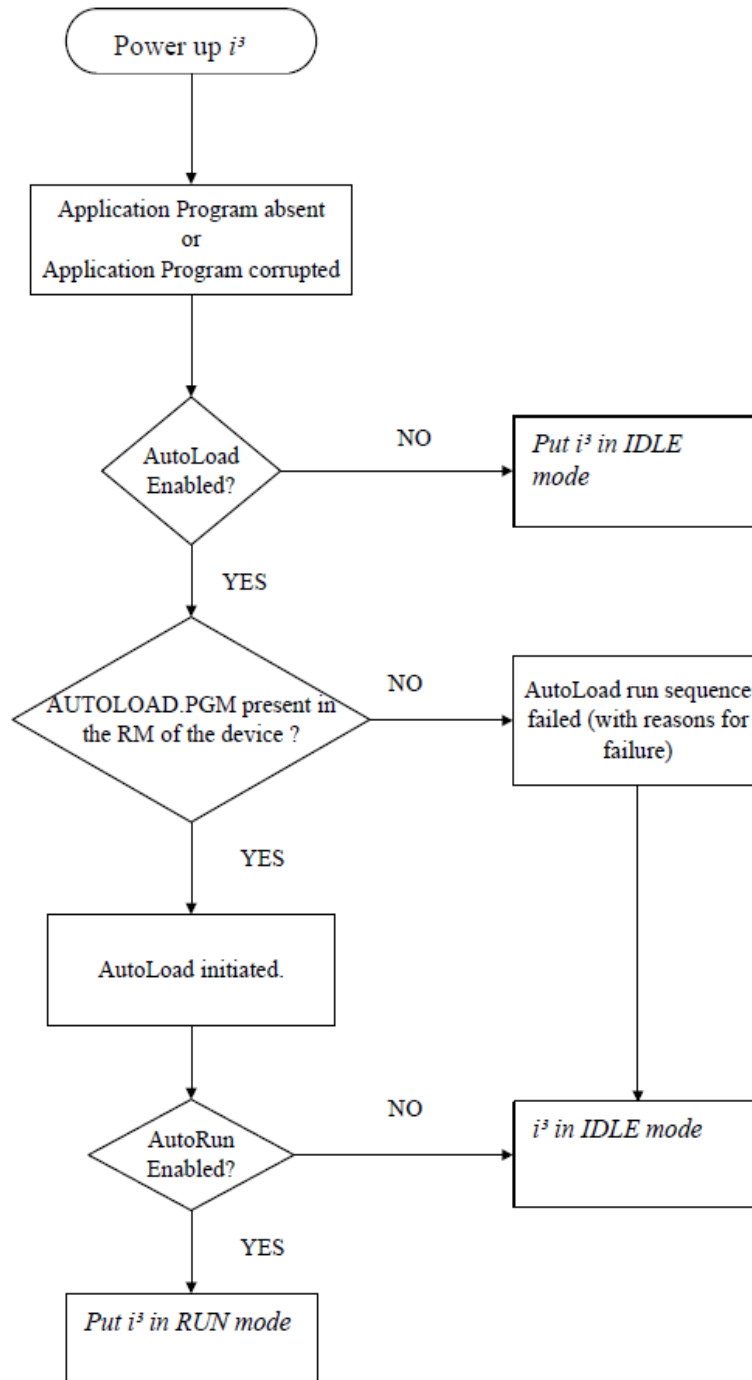 Power up i³
Application Program absent
or
Application Program corrupted
AutoLoad
Enabled?
NO
Put i³ in IDLE
mode
YES
AUTOLOAD.PGM present in
the RM of the device ?
NO
AutoLoad run sequence
failed (with reasons for
failure)
YES
AutoLoad initiated.
AutoRun
Enabled?
NO
i³ in IDLE mode
YES
Put i³ in RUN mode